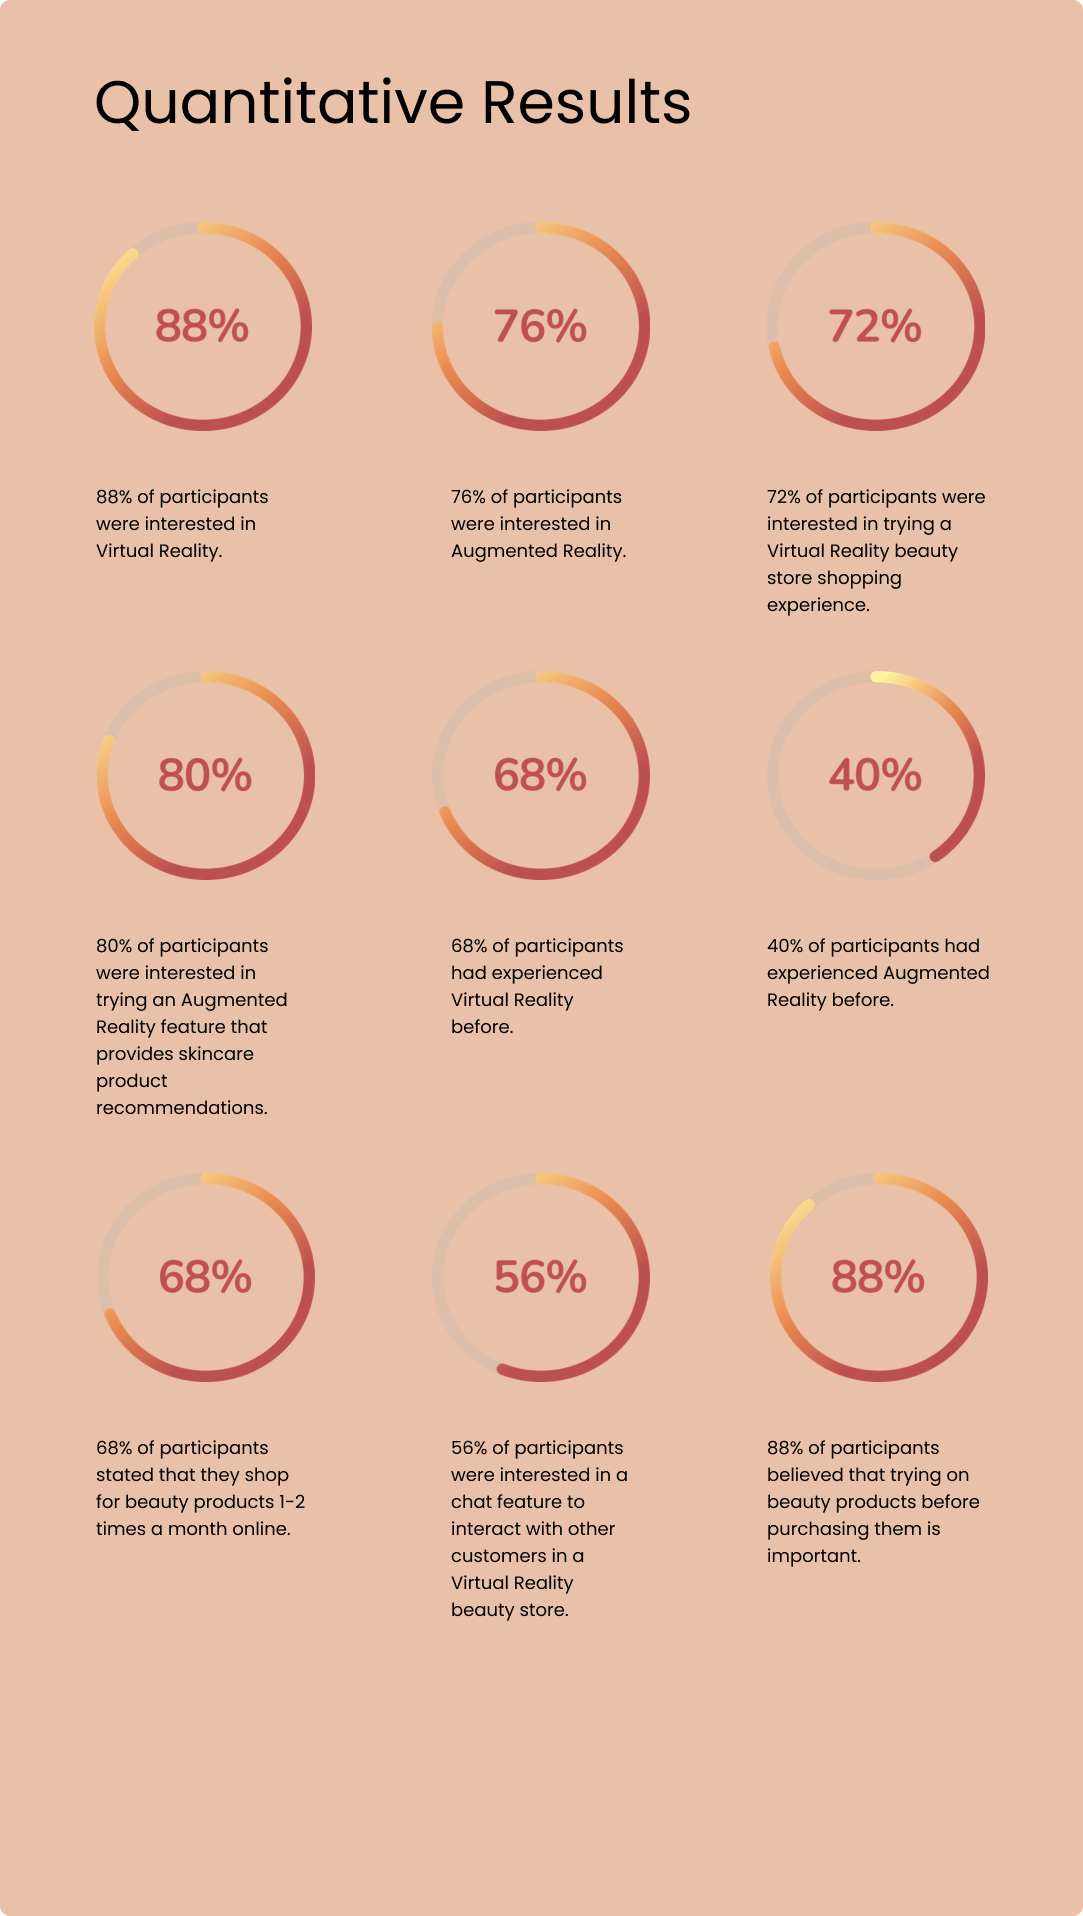 Quantitative Results
88%
76%
72%
88% of participants
were interested in
Virtual Reality.
76% of participants
were interested in
Augmented Reality.
72% of participants were
interested in trying a
Virtual Reality beauty
store shopping
experience.
80%
68%
40%
80% of participants
were interested in
trying an Augmented
Reality feature that
provides skincare
product
recommendations.
68% of participants
had experienced
Virtual Reality
before.
40% of participants had
experienced Augmented
Reality before.
68%
56%
88%
68% of participants
stated that they shop
for beauty products 1-2
times a month online.
56% of participants
were interested in a
chat feature to
interact with other
customers in a
Virtual Reality
beauty store.
88% of participants
believed that trying on
beauty products before
purchasing them is
important.